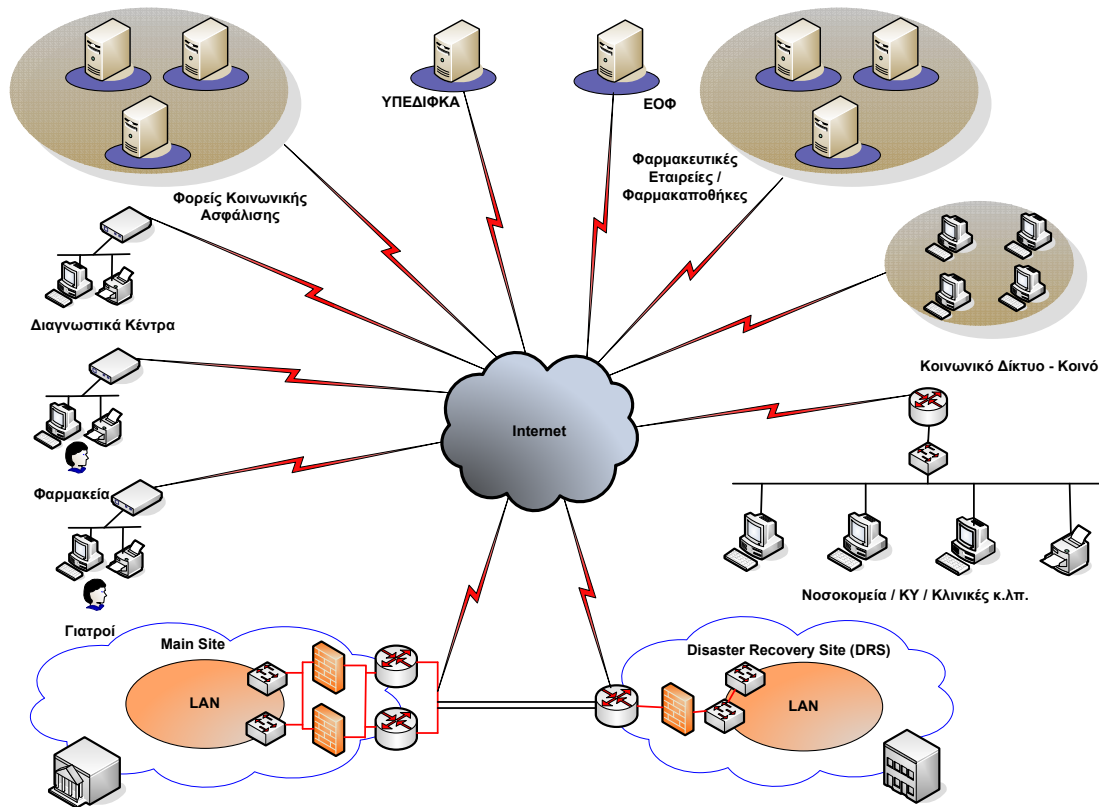 ΥΠΕΔΙΦΚΑ
ΕΟΦ
Φαρμακευτικές
Εταιρείες /
Φαρμακαποθήκες
Φορείς Κοινωνικής
Ασφάλισης
Διαγνωστικά Κέντρα
Κοινωνικό Δίκτυο - Κοινό
Internet
Φαρμακεία
Νοσοκομεία / ΚΥ / Κλινικές κ.λπ.
Γιατροί
Main Site
Disaster Recovery Site (DRS)
LAN
LAN